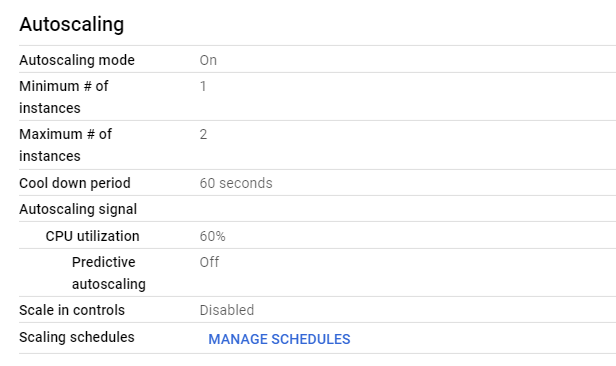 Autoscaling
Autoscaling mode On
Minimum # of 1
instances
Maximum # of 2
instances
Cool down period 60 seconds
Autoscaling signal
CPU utilization 60%
Predictive Off
autoscaling
Scale in controls Disabled
Scaling schedules MANAGE SCHEDULES